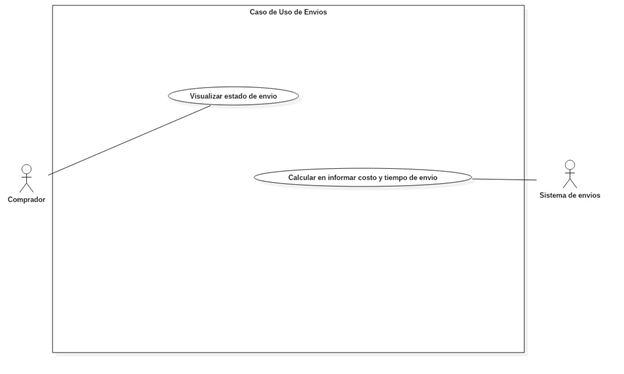 Caso de Uso de Envios
Visualizar estado de envio
Calcular en informar costo y tiempo de envio
Comprador
Sistema de envios